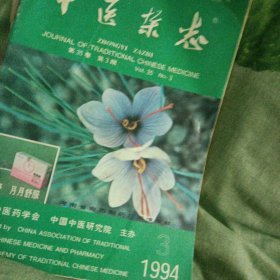 中医杂志
ZHONGYI ZAZHI
JOURNAL OF TRADITIONAL CHINESE MEDICINE
第35卷 第3期 Vol. 35 No. 3
月月舒服
医药学会 中国中医研究院 主办
by CHINA ASSOCIATION OF TRADITIONAL
CHINESE MEDICINE AND PHARMACY
ACADEMY OF TRADITIONAL CHINESE MEDICINE
3
1994